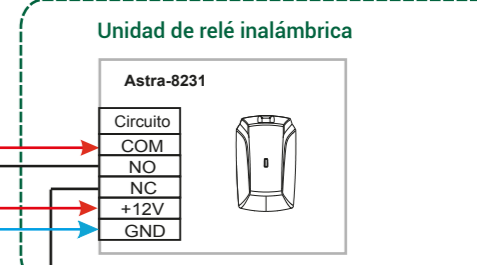 Unidad de relé inalámbrica
Astra-8231
Circuito
COM
NO
NC
+12V
GND